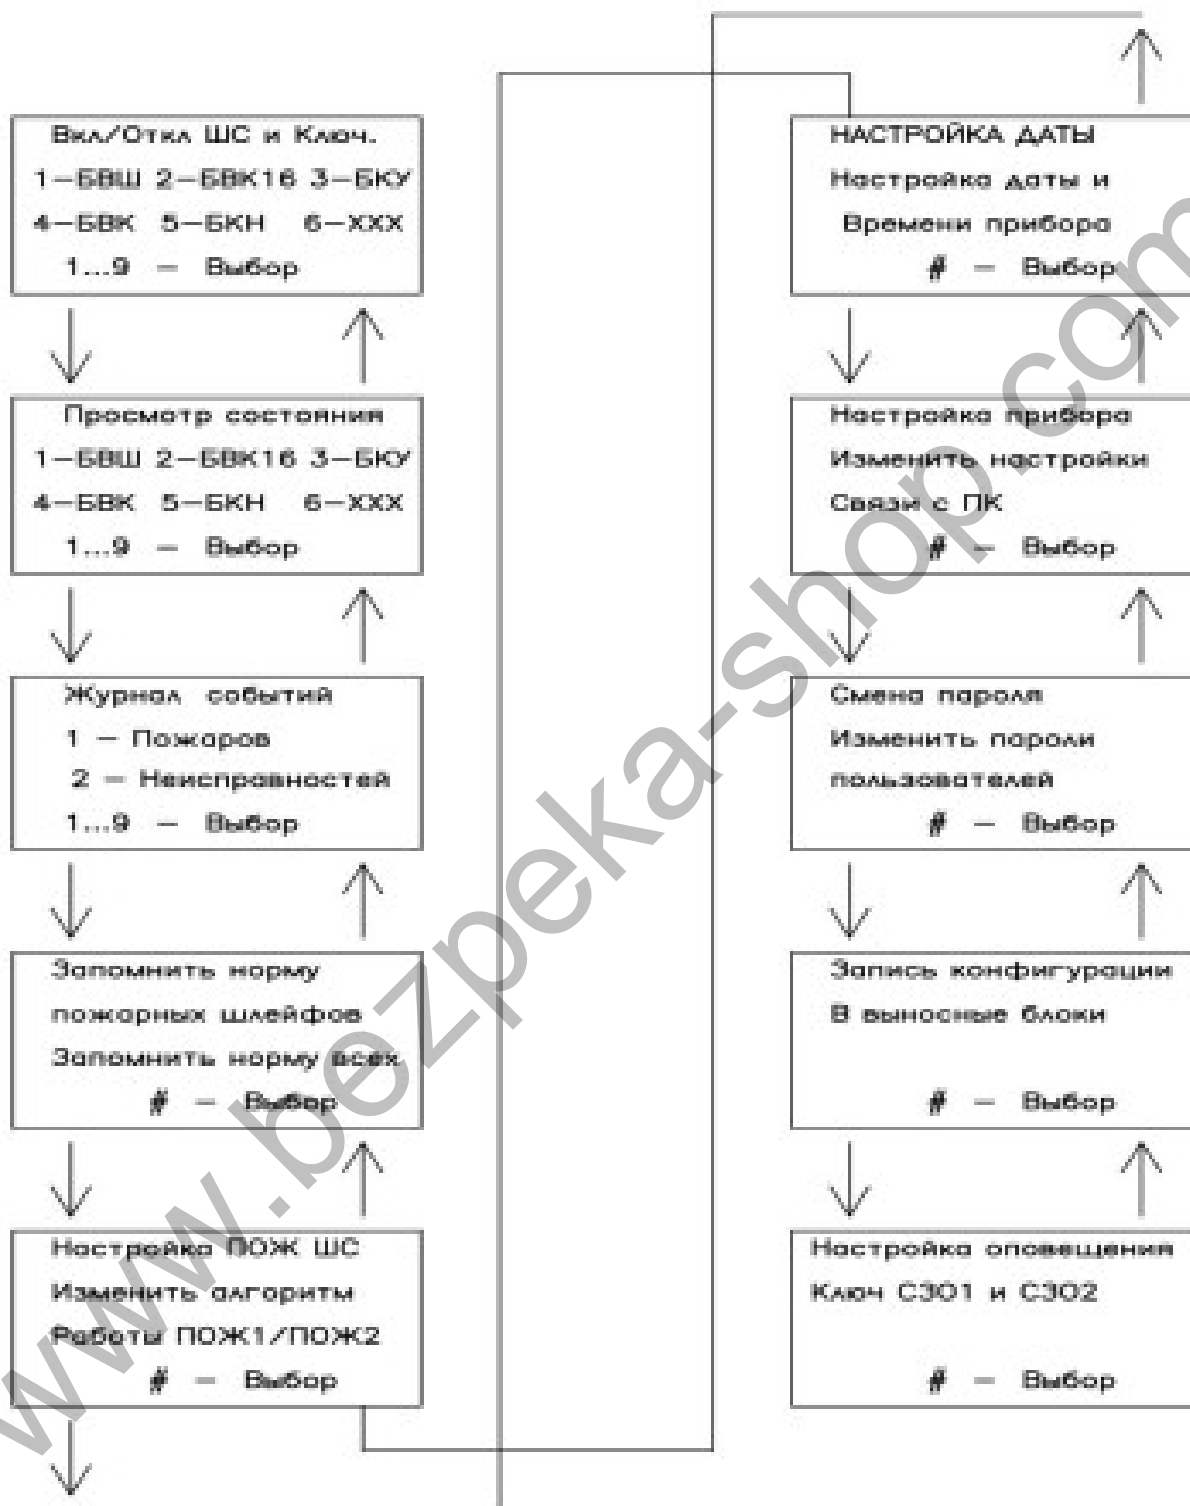 Вкл/Откл ШС и Ключ.
1-БВШ 2-БВК16 3-БКУ
4-БВК 5-БКН 6-ХХХ
1...9 - Выбор
Просмотр состояния
1-БВШ 2-БВК16 3-БКУ
4-БВК 5-БКН 6-ХХХ
1...9 - Выбор
Журнал событий
1 - Пожаров
2 - Неисправностей
1...9 - Выбор
Запомнить норму
пожарных шлейфов
Запомнить норму всех
# - Выбор
Настройка ПОЖ ШС
Изменить алгоритм
Работы ПОЖ1/ПОЖ2
# - Выбор
НАСТРОЙКА ДАТЫ
Настройка даты и
Времени прибора
# - Выбор
Настройка прибора
Изменить настройки
Связи с ПК
# - Выбор
Смена пароля
Изменить пароли
пользователей
# - Выбор
Запись конфигурации
В выносные блоки
# - Выбор
Настройка оповещения
Ключ СЗО1 и СЗО2
# - Выбор
www.bezpeka-shop.com